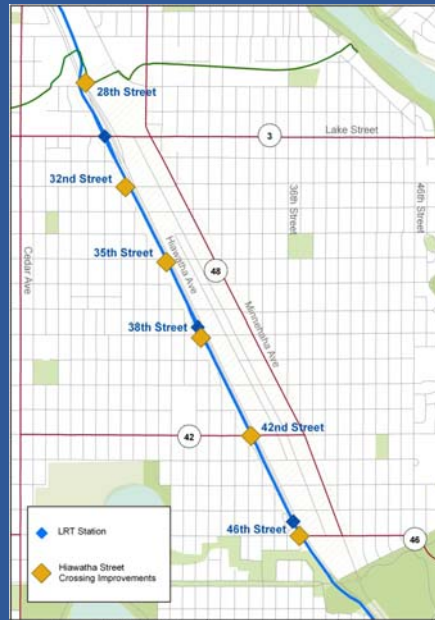 28th Street
Lake Street
3
32nd Street
36th Street
46th Street
35th Street
Cedar Ave
Hiawatha Ave
48
Minnehaha Ave
38th Street
42nd Street
42
46th Street
46
LRT Station
Hiawatha Street
Crossing Improvements